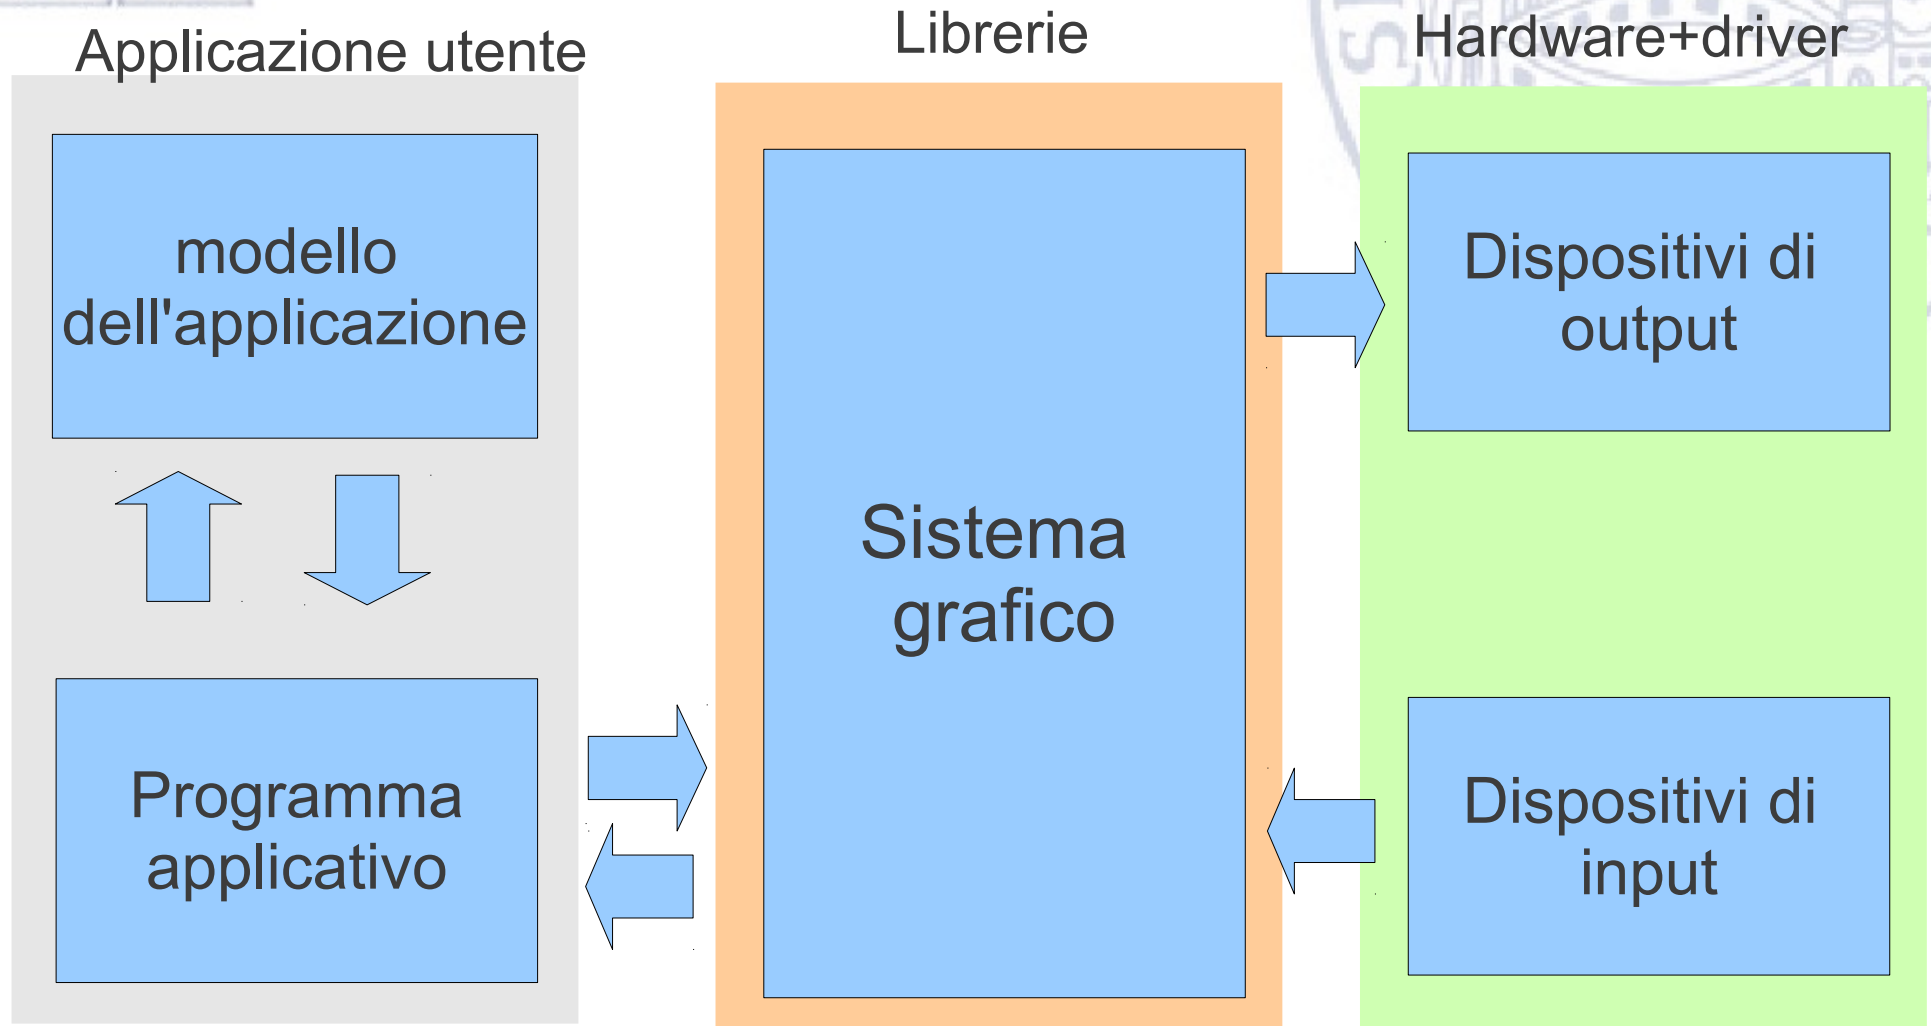 Applicazione utente
Librerie
Hardware+driver
modello
dell'applicazione
Programma
applicativo
Sistema
grafico
Dispositivi di
output
Dispositivi di
input